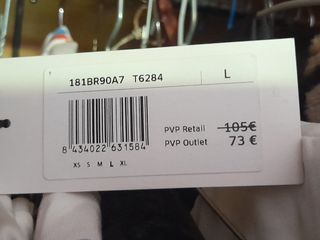 181BR90A7 T6284 L
PVP Retail 105€
PVP Outlet 73 €
8 434022 631584
XS S M L XL